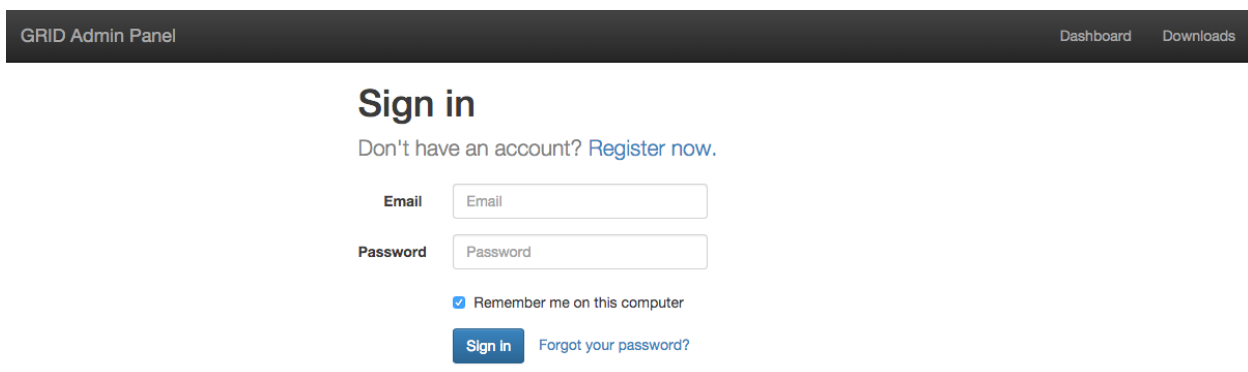 GRID Admin Panel Dashboard Downloads
Sign in
Don't have an account? Register now.
Email Email
Password Password
Remember me on this computer
Sign in Forgot your password?